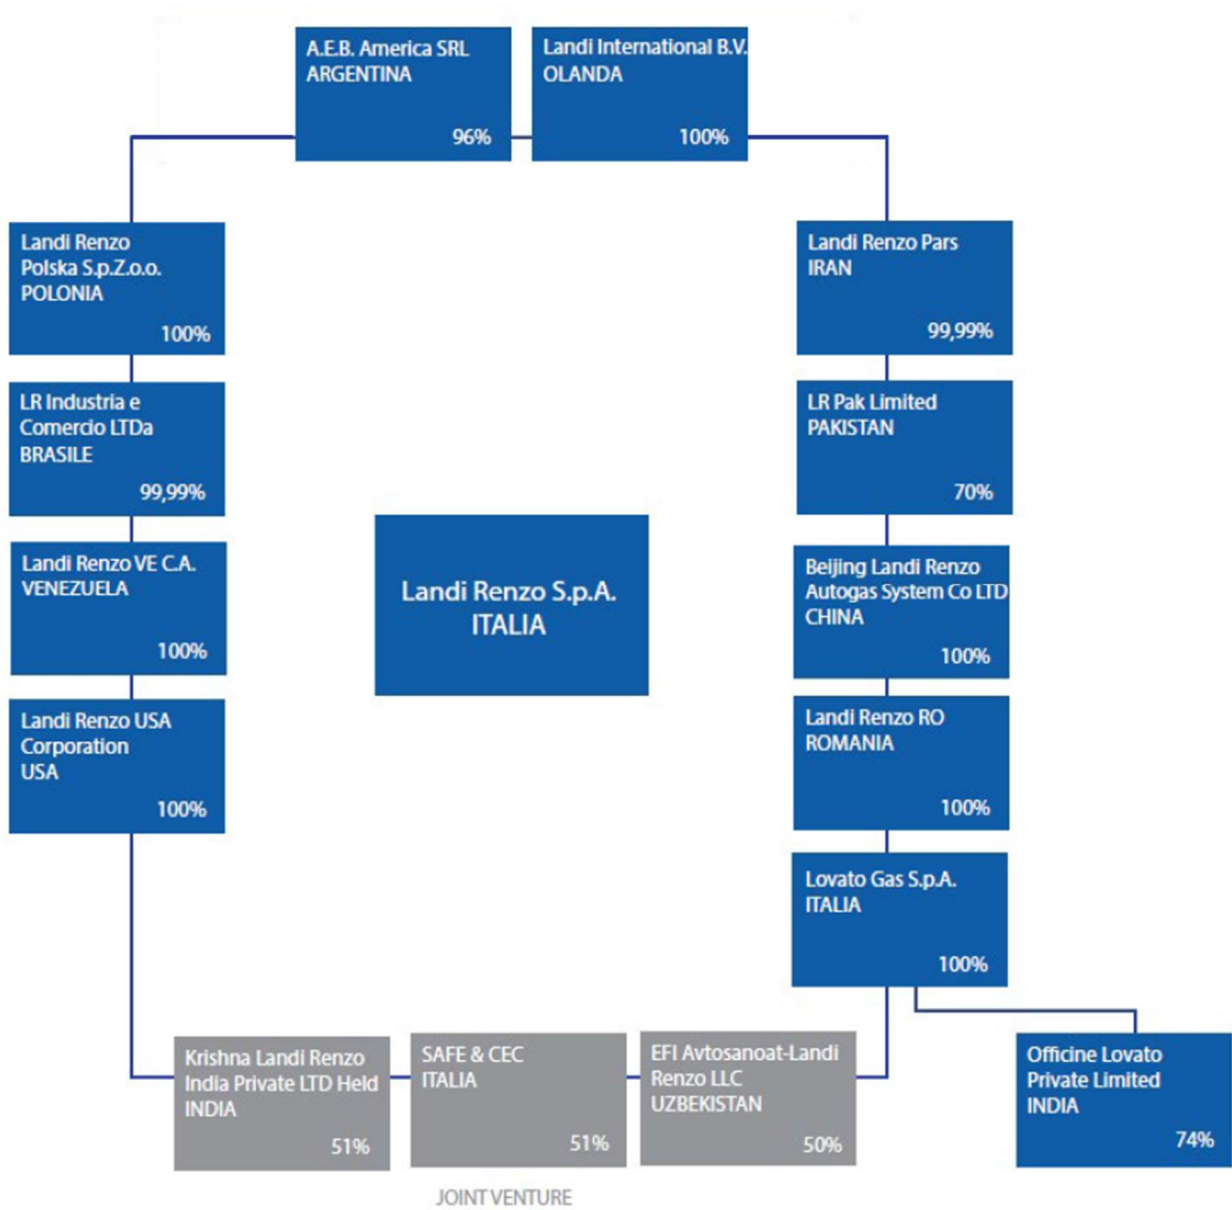 A.E.B. America SRL
ARGENTINA
96%
Landi International B.V.
OLANDA
100%
Landi Renzo
Polska S.p.Z.o.o.
POLONIA
100%
Landi Renzo Pars
IRAN
99,99%
LR Industria e
Comercio LTDa
BRASILE
99,99%
LR Pak Limited
PAKISTAN
70%
Landi Renzo S.p.A.
ITALIA
Landi Renzo VE C.A.
VENEZUELA
100%
Beijing Landi Renzo
Autogas System Co LTD
CHINA
100%
Landi Renzo USA
Corporation
USA
100%
Landi Renzo RO
ROMANIA
100%
Lovato Gas S.p.A.
ITALIA
100%
Krishna Landi Renzo
India Private LTD Held
INDIA
51%
SAFE & CEC
ITALIA
51%
EFI Avtosanoat-Landi
Renzo LLC
UZBEKISTAN
50%
Officine Lovato
Private Limited
INDIA
74%
JOINT VENTURE